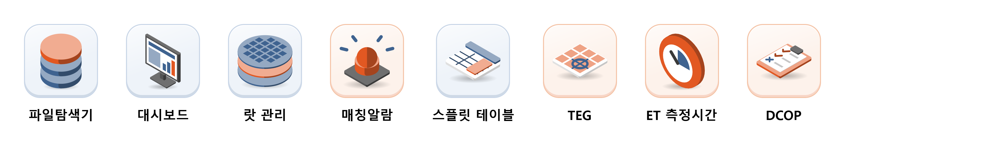 파일탐색기
대시보드
랏 관리
매칭알람
스플릿 테이블
TEG
ET 측정시간
DCOP